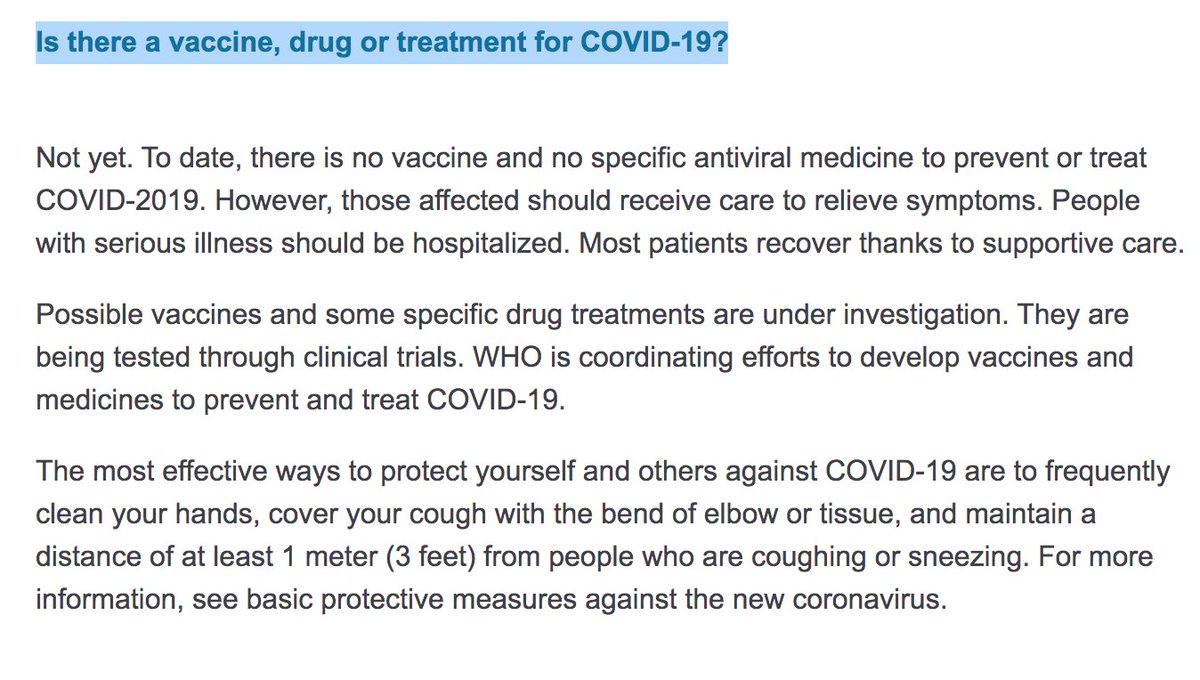 Is there a vaccine, drug or treatment for COVID-19?
Not yet. To date, there is no vaccine and no specific antiviral medicine to prevent or treat
COVID-2019. However, those affected should receive care to relieve symptoms. People
with serious illness should be hospitalized. Most patients recover thanks to supportive care.
Possible vaccines and some specific drug treatments are under investigation. They are
being tested through clinical trials. WHO is coordinating efforts to develop vaccines and
medicines to prevent and treat COVID-19.
The most effective ways to protect yourself and others against COVID-19 are to frequently
clean your hands, cover your cough with the bend of elbow or tissue, and maintain a
distance of at least 1 meter (3 feet) from people who are coughing or sneezing. For more
information, see basic protective measures against the new coronavirus.